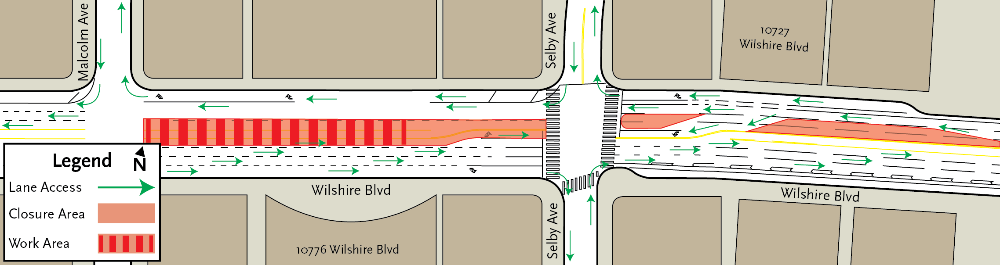 Malcolm Ave
Selby Ave
10727
Wilshire Blvd
Legend
N
Lane Access
Closure Area
Work Area
Wilshire Blvd
Wilshire Blvd
10776 Wilshire Blvd
Selby Ave